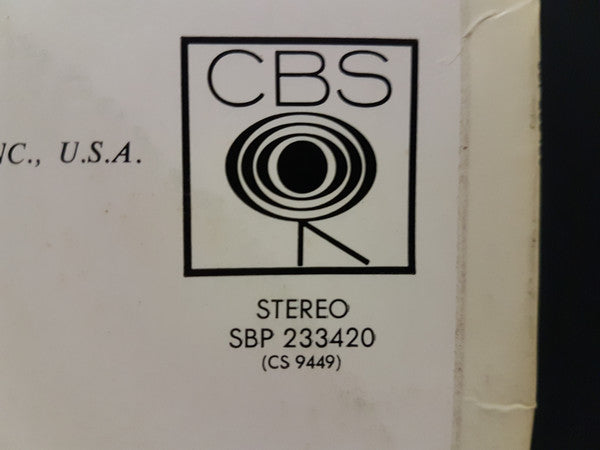 CBS
NC., U.S.A.
STEREO
SBP 233420
(CS 9449)